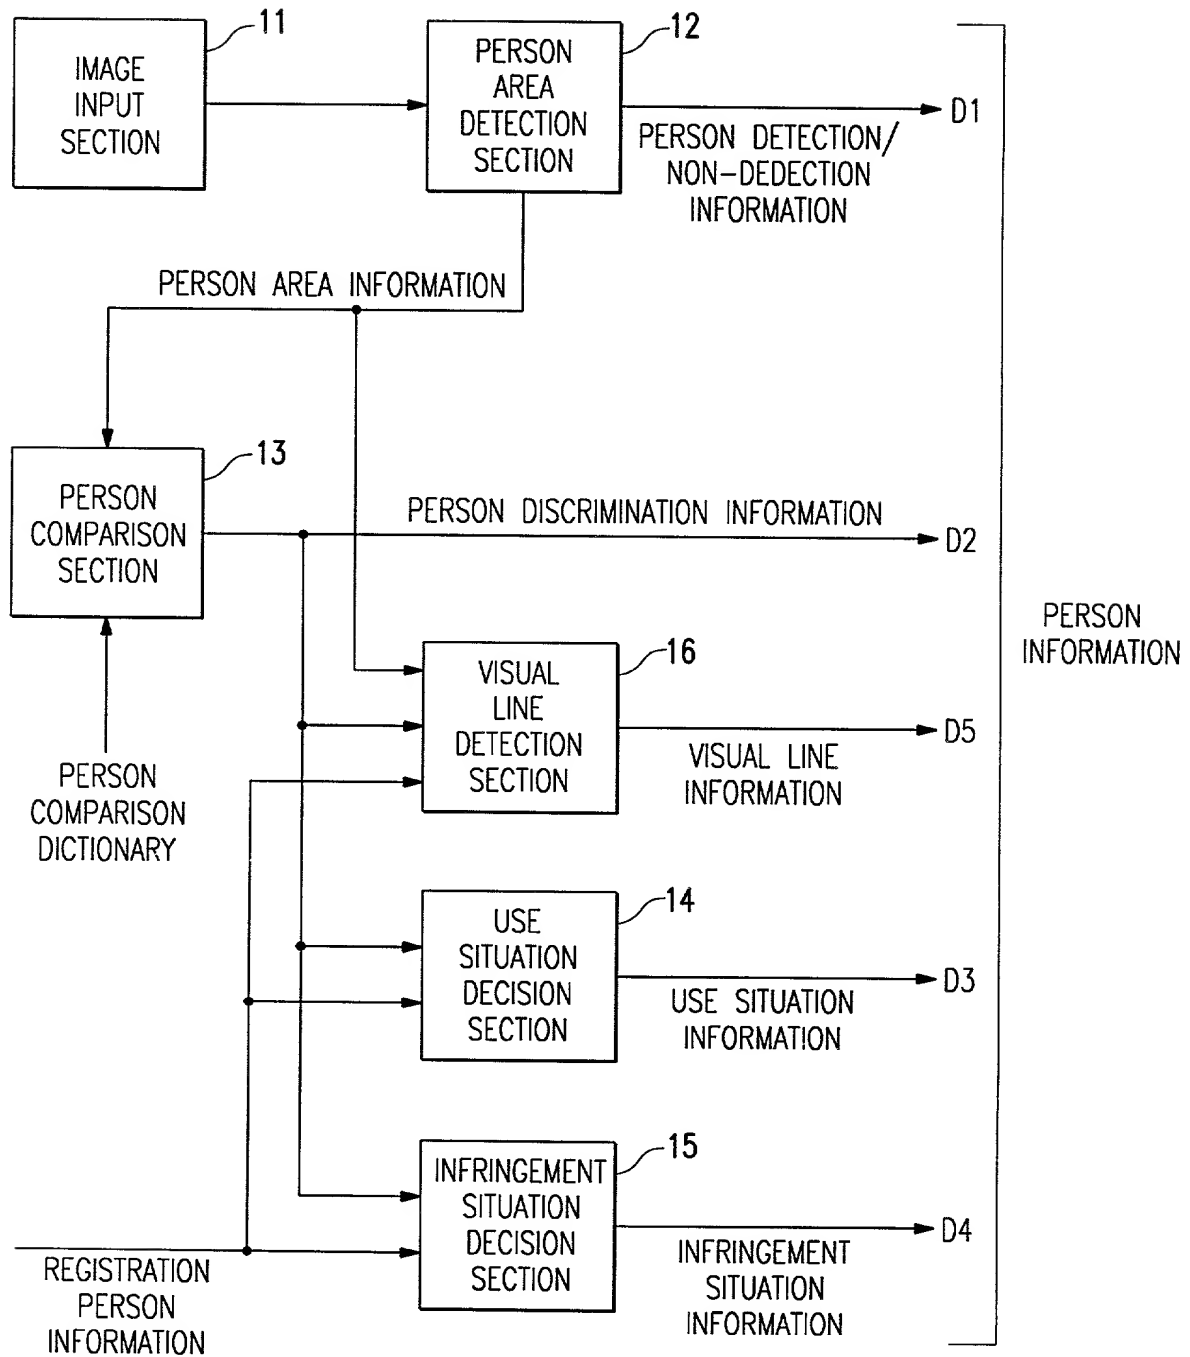 11
IMAGE
INPUT
SECTION
12
PERSON
AREA
DETECTION
SECTION
D1
PERSON DETECTION/
NON-DEDECTION
INFORMATION
PERSON AREA INFORMATION
13
PERSON
COMPARISON
SECTION
PERSON DISCRIMINATION INFORMATION
D2
PERSON
INFORMATION
16
VISUAL
LINE
DETECTION
SECTION
D5
VISUAL LINE
INFORMATION
PERSON
COMPARISON
DICTIONARY
14
USE
SITUATION
DECISION
SECTION
D3
USE SITUATION
INFORMATION
15
INFRINGEMENT
SITUATION
DECISION
SECTION
D4
INFRINGEMENT
SITUATION
INFORMATION
REGISTRATION
PERSON
INFORMATION